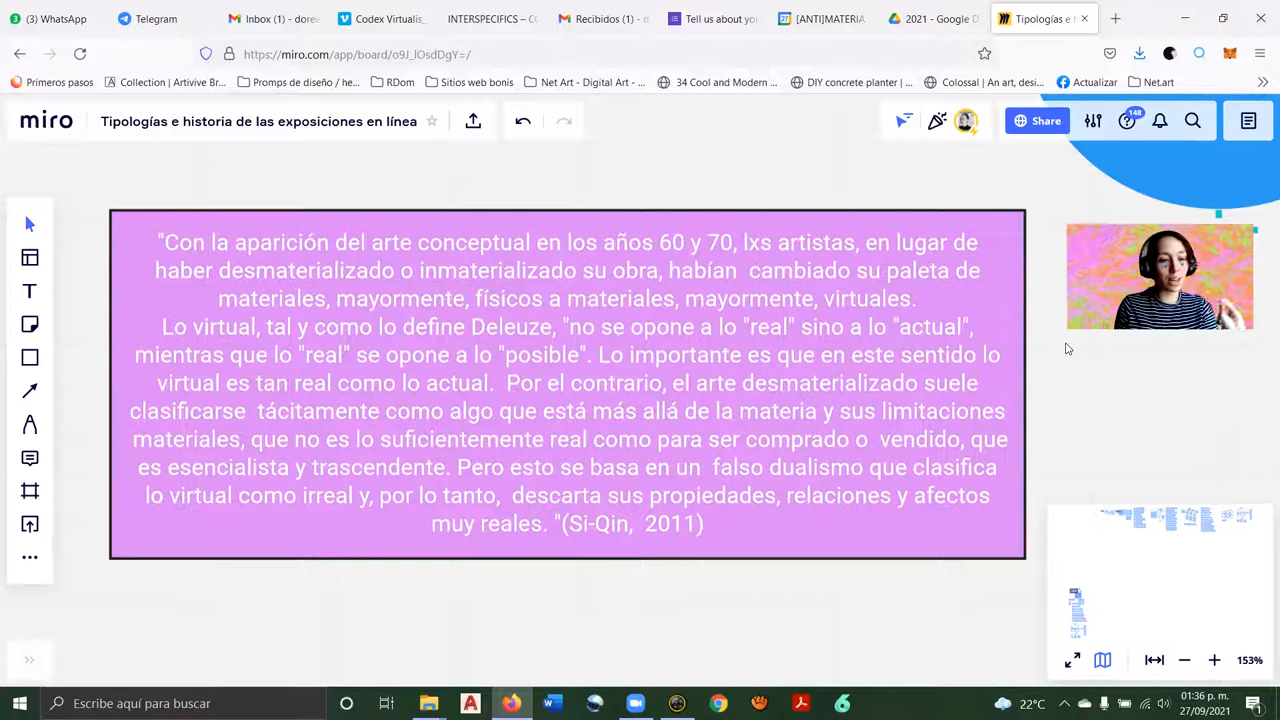 (3) WhatsApp
Telegram
Inbox (1) - doree
Codex Virtualis_
INTERSPECIFICS – CO
Recibidos (1) - d
Tell us about you
[ANTI]MATERIA
2021 - Google D
Tipologías e h
https://miro.com/app/board/o9J_lOsdDgY=/
Primeros pasos
Collection | Artivive Br...
Promps de diseño / he...
RDom
Sitios web bonis
Net Art - Digital Art - ...
34 Cool and Modern ...
DIY concrete planter | ...
Colossal | An art, desi...
Actualizar
Net.art
miro
Tipologías e historia de las exposiciones en línea
Share
148
"Con la aparición del arte conceptual en los años 60 y 70, lxs artistas, en lugar de
haber desmaterializado o inmaterializado su obra, habían cambiado su paleta de
materiales, mayormente, físicos a materiales, mayormente, virtuales.
Lo virtual, tal y como lo define Deleuze, "no se opone a lo "real" sino a lo "actual",
mientras que lo "real" se opone a lo "posible". Lo importante es que en este sentido lo
virtual es tan real como lo actual. Por el contrario, el arte desmaterializado suele
clasificarse tácitamente como algo que está más allá de la materia y sus limitaciones
materiales, que no es lo suficientemente real como para ser comprado o vendido, que
es esencialista y trascendente. Pero esto se basa en un falso dualismo que clasifica
lo virtual como irreal y, por lo tanto, descarta sus propiedades, relaciones y afectos
muy reales. "(Si-Qin, 2011)
153%
Escribe aquí para buscar
22°C
01:36 p. m.
27/09/2021